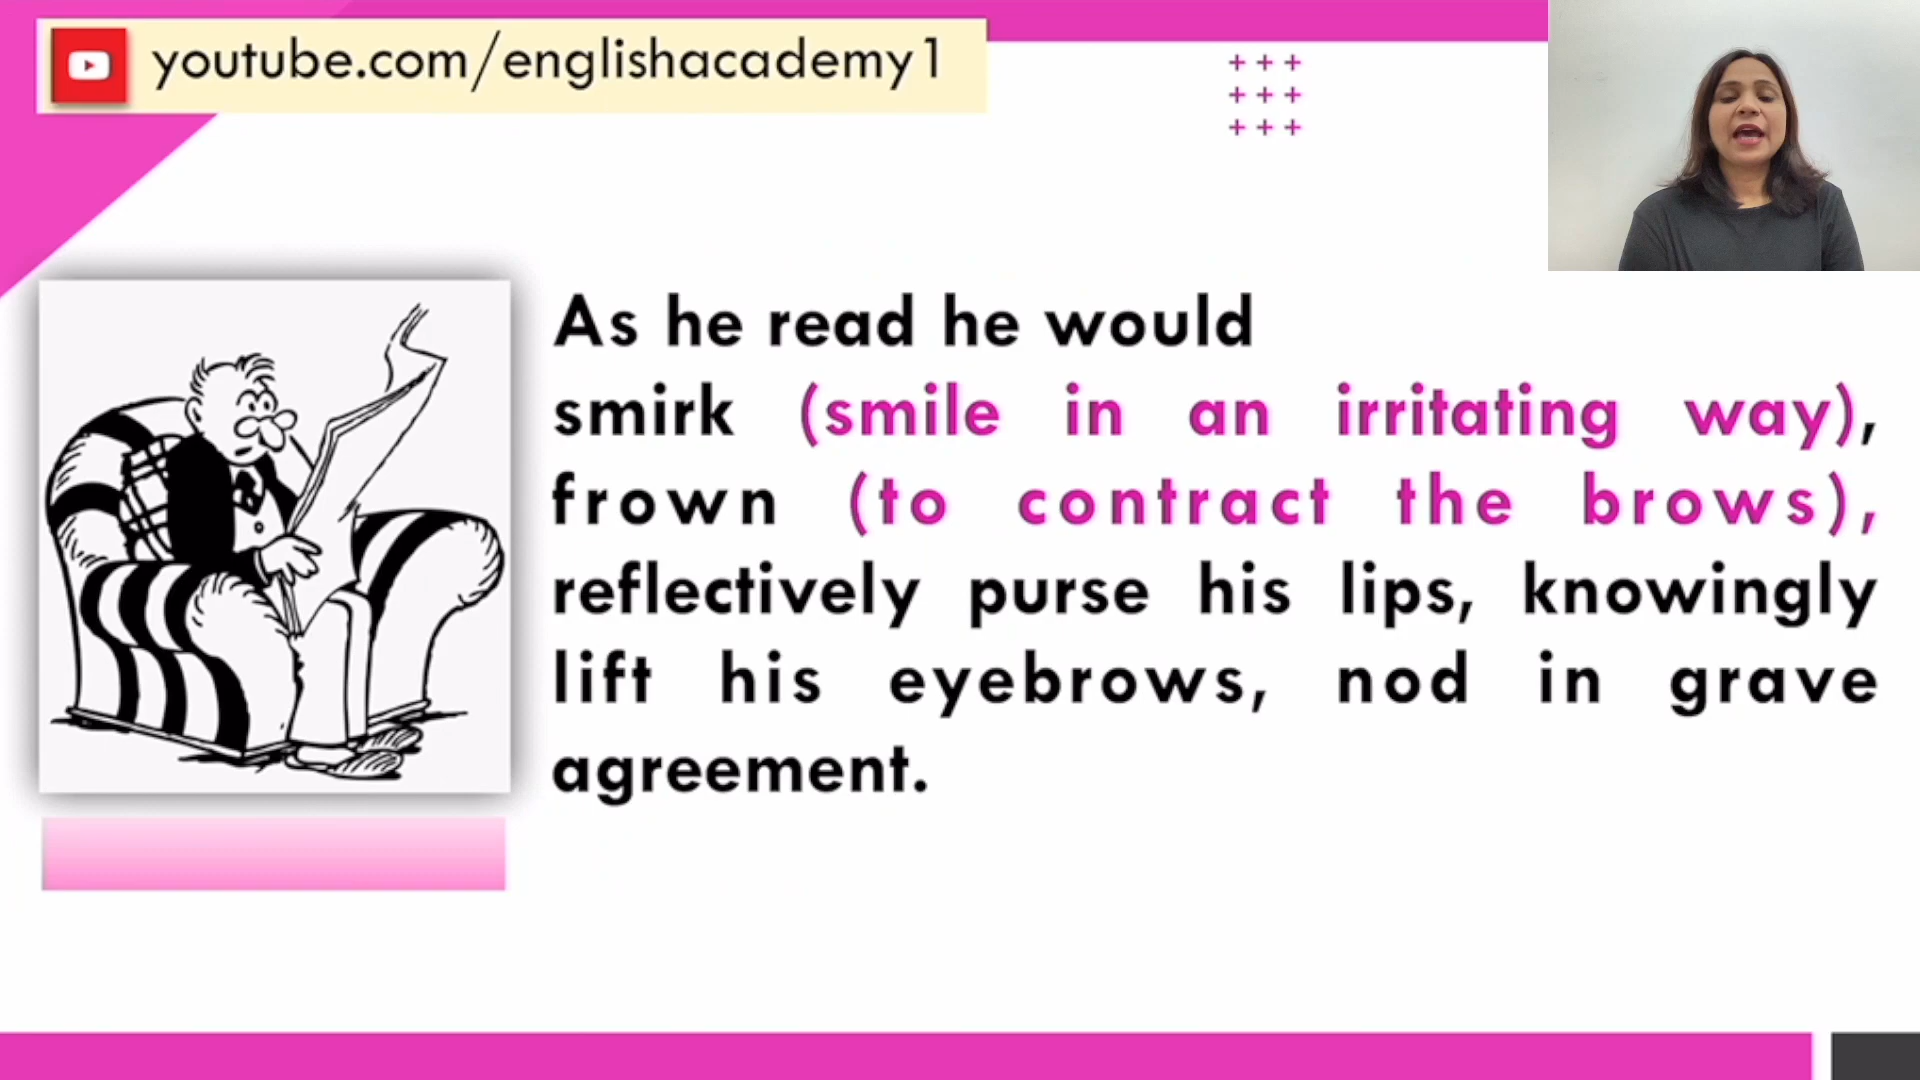 youtube.com/englishacademy1
As he read he would
smirk (smile in an irritating way),
frown (to contract the brows),
reflectively purse his lips, knowingly
lift his eyebrows, nod in grave
agreement.